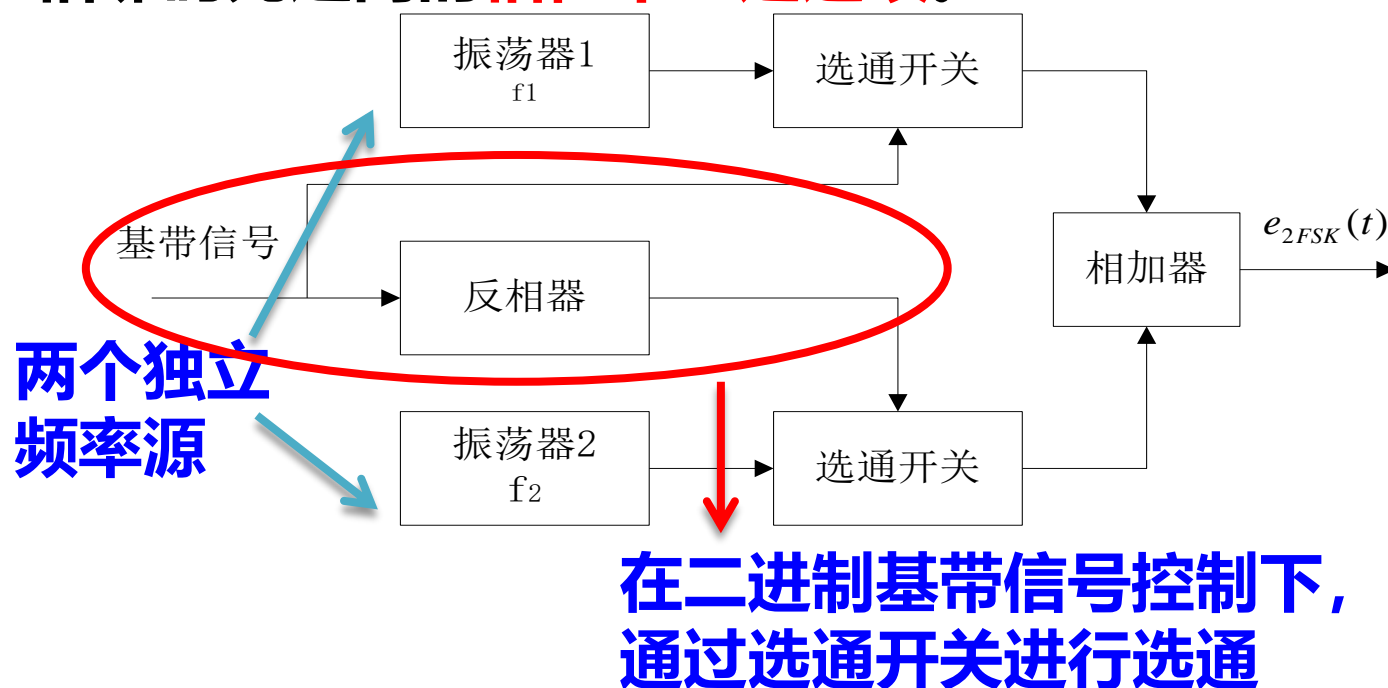 振荡器1
f1
选通开关
基带信号
反相器
相加器
e2FSK(t)
两个独立
频率源
振荡器2
f2
选通开关
在二进制基带信号控制下，
通过选通开关进行选通